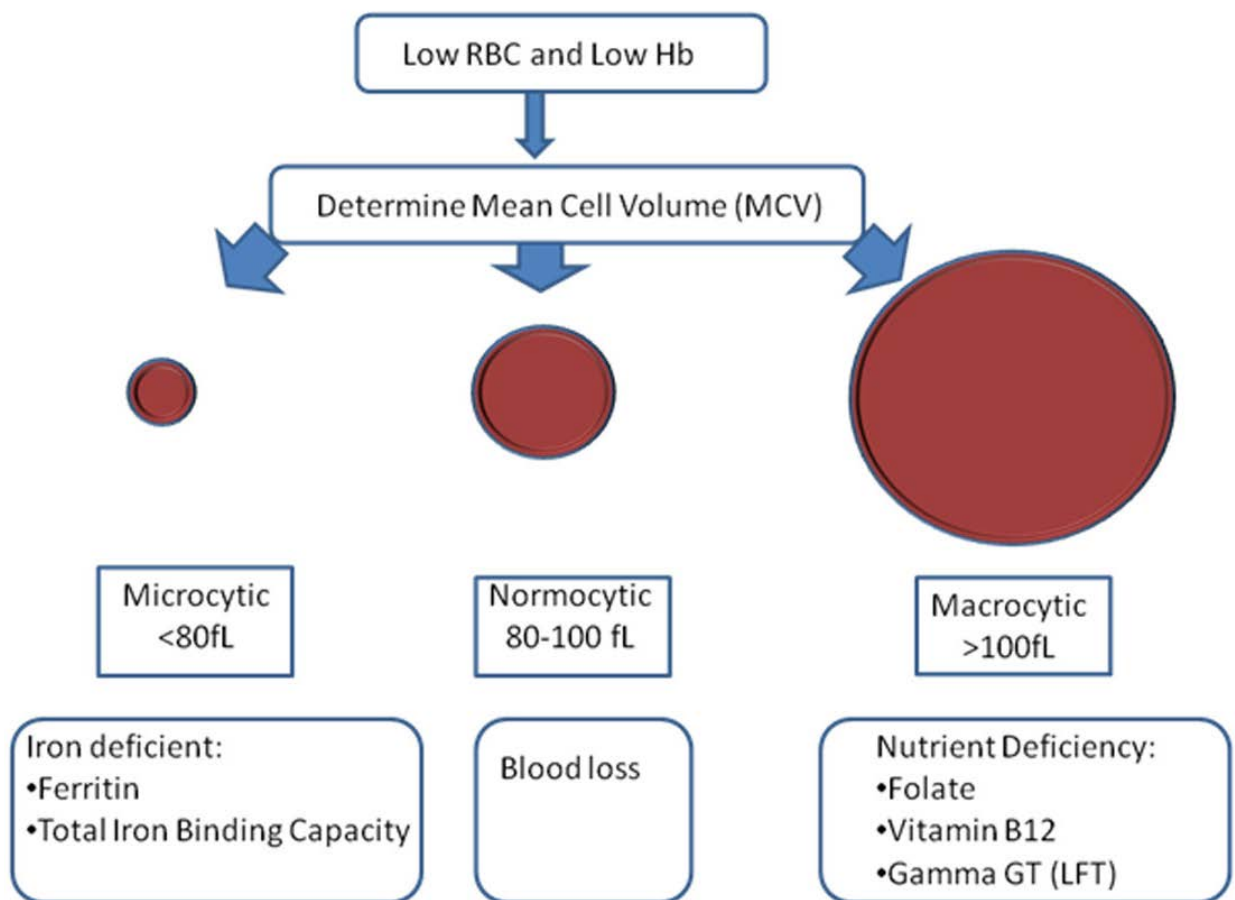 Low RBC and Low Hb
Determine Mean Cell Volume (MCV)
Microcytic
<80fL
Normocytic
80-100 fL
Macrocytic
>100fL
Iron deficient:
•Ferritin
•Total Iron Binding Capacity
Blood loss
Nutrient Deficiency:
•Folate
•Vitamin B12
•Gamma GT (LFT)